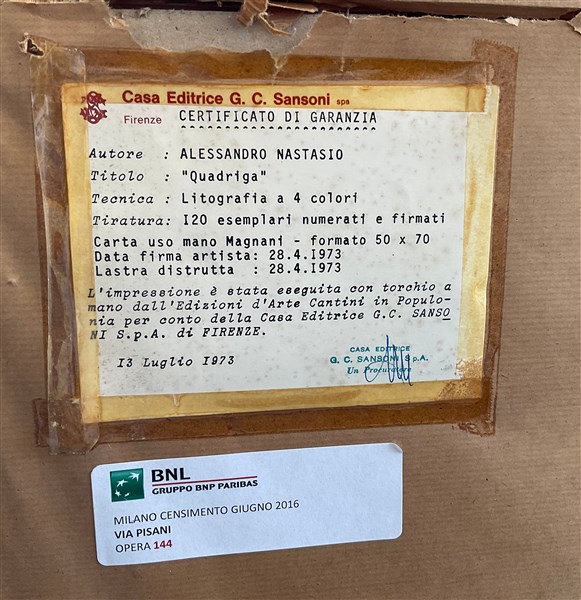 Casa Editrice G. C. Sansoni spa
Firenze CERTIFICATO DI GARANZIA
Autore : ALESSANDRO NASTASIO
Titolo : "Quadriga"
Tecnica : Litografia a 4 colori
Tiratura: I20 esemplari numerati e firmati
Carta uso mano Magnani - formato 50 x 70
Data firma artista: 28.4.I973
Lastra distrutta : 28.4.I973
L'impressione è stata eseguita con torchio a
mano dall'Edizioni d'Arte Cantini in Populo-
nia per conto della Casa Editrice G.C. SANSO
NI S.p.A. di FIRENZE.
I3 Luglio I973
CASA EDITRICE
G. C. SANSONI S.p.A.
Un Procuratore
BNL
GRUPPO BNP PARIBAS
MILANO CENSIMENTO GIUGNO 2016
VIA PISANI
OPERA 144